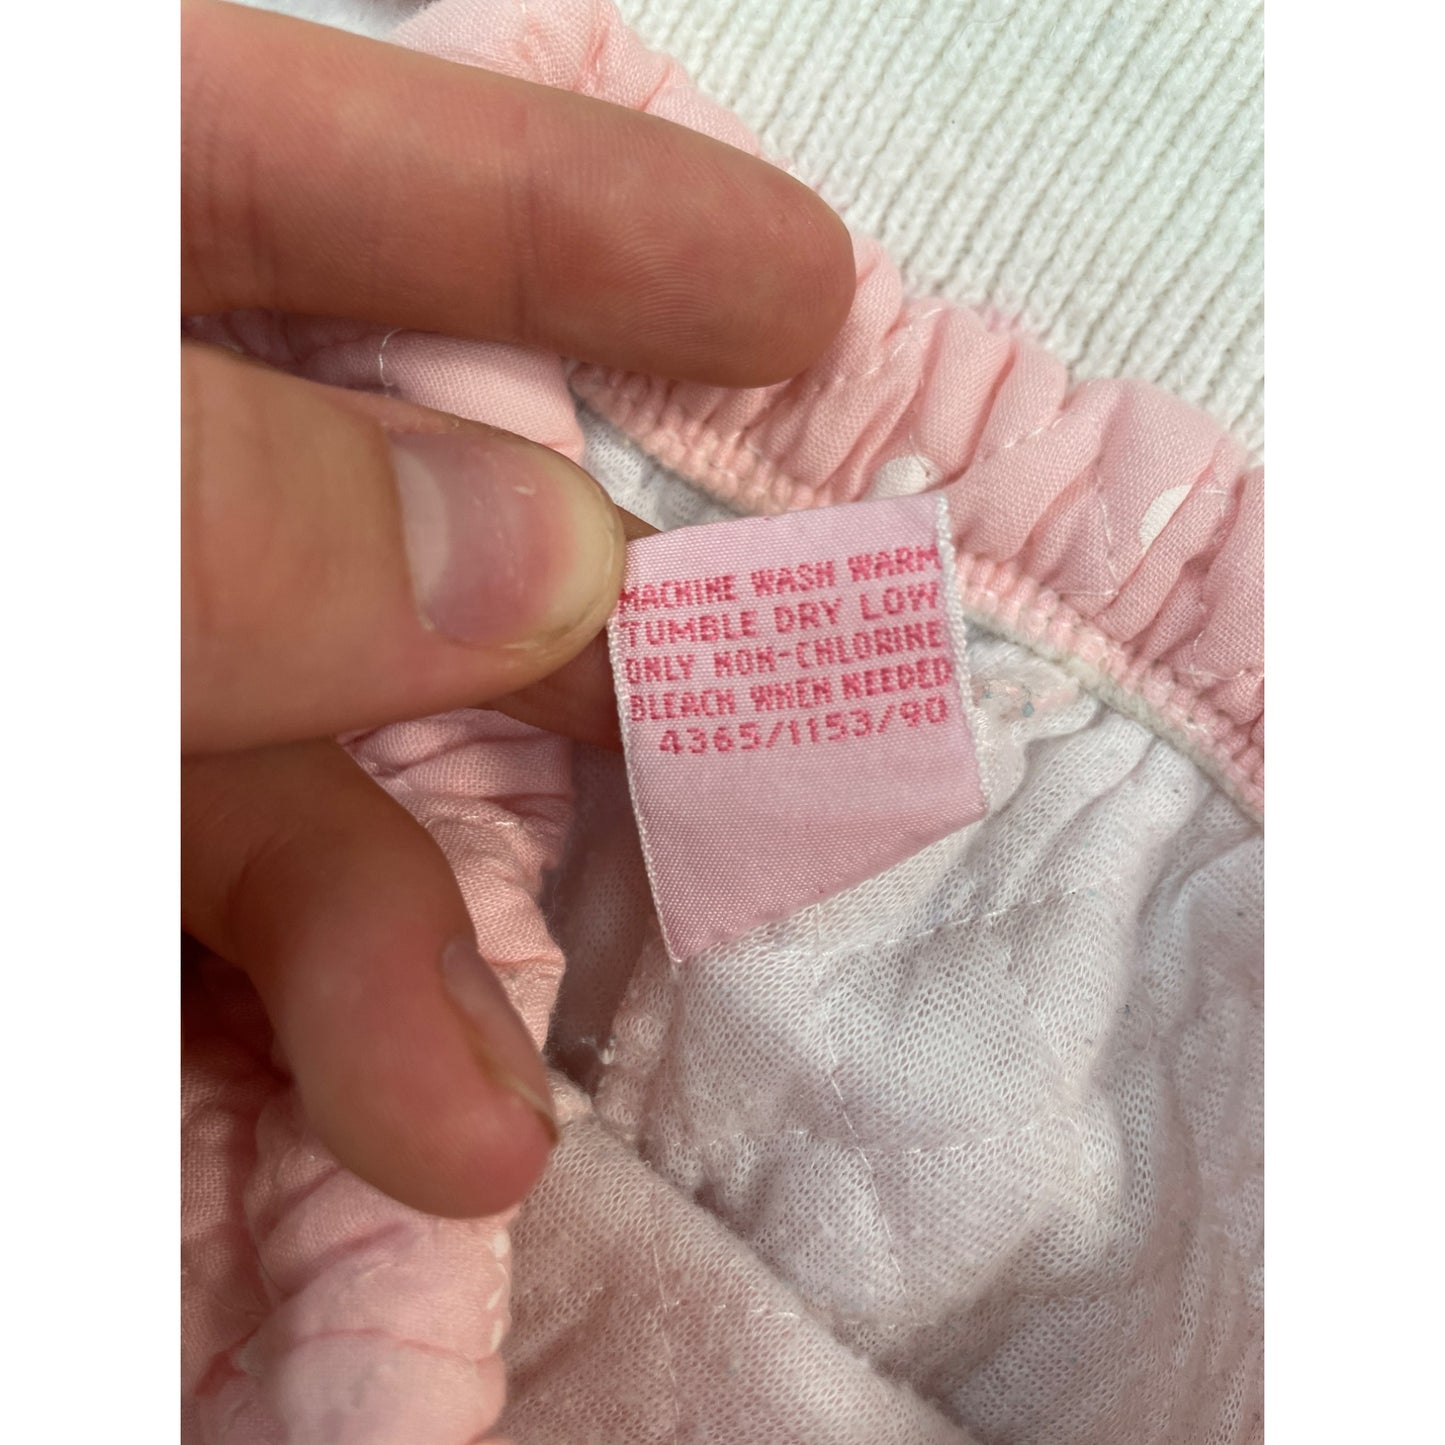 MACHINE WASH WARM
TUMBLE DRY LOW
ONLY NON-CHLORINE
BLEACH WHEN NEEDED
4365/1153/90